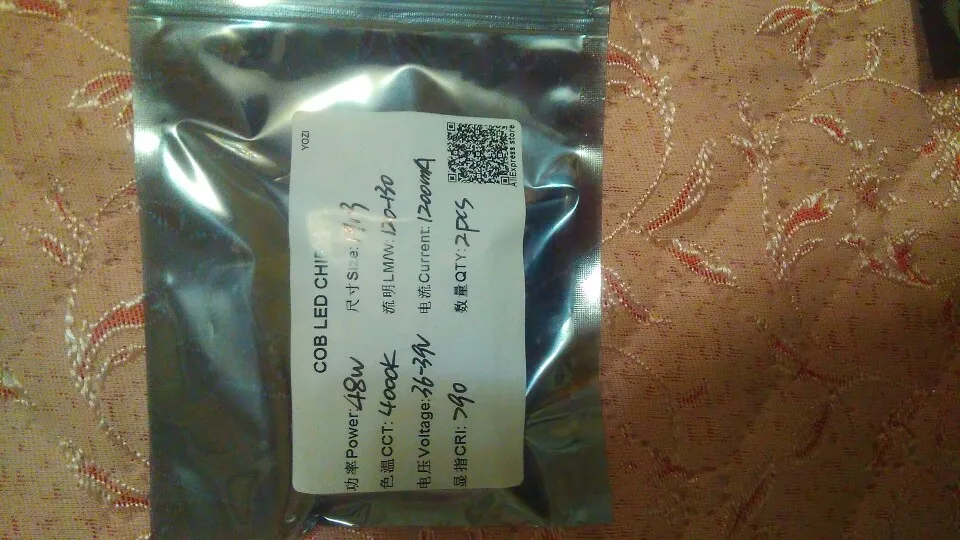 YOZI
COB LED CHIP
功率Power:48W 尺寸Size:1913
色温CCT:4000K 流明LM/W:120-130
电压Voltage:36-39V 电流Current:1200mA
显指CRI:>90 数量QTY:2pcs
AliExpress store